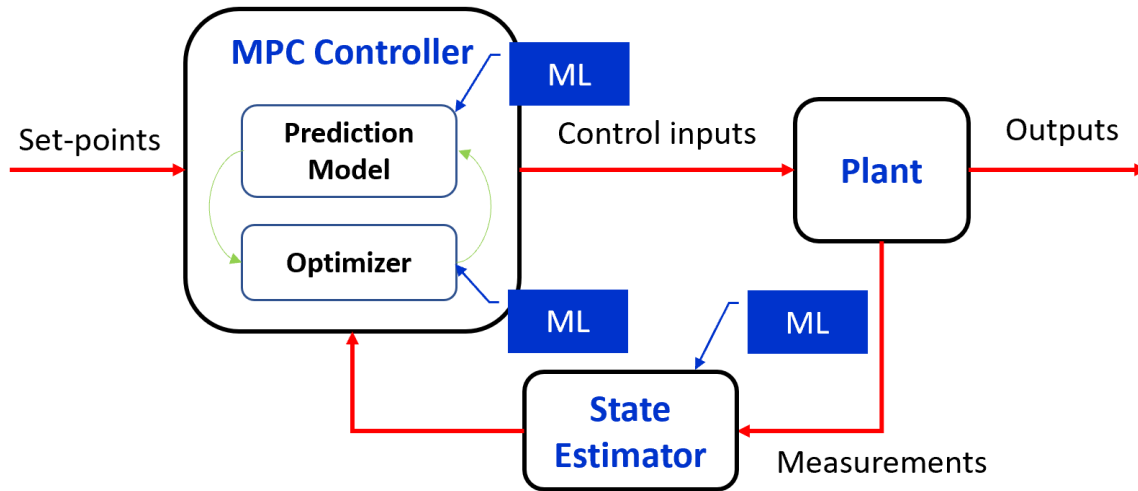 MPC Controller
ML
Prediction
Model
Set-points
Control inputs
Plant
Outputs
Optimizer
ML
ML
State
Estimator
Measurements